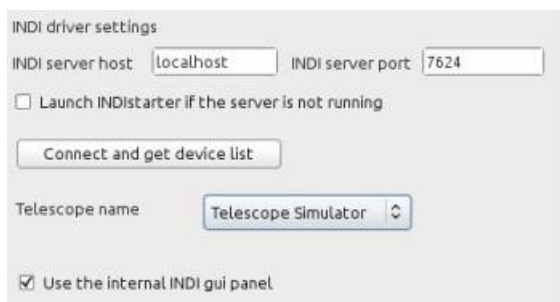 INDI driver settings
INDI server host localhost INDI server port 7624
Launch INDIstarter if the server is not running
Connect and get device list
Telescope name Telescope Simulator
Use the internal INDI gui panel